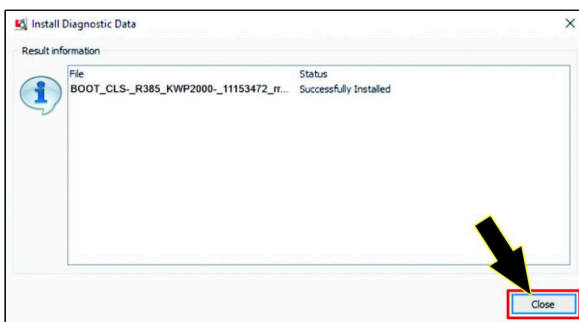 Install Diagnostic Data
Result information
File Status
BOOT_CLS-_R385_KWP2000-_11153472_rr... Successfully Installed
Close